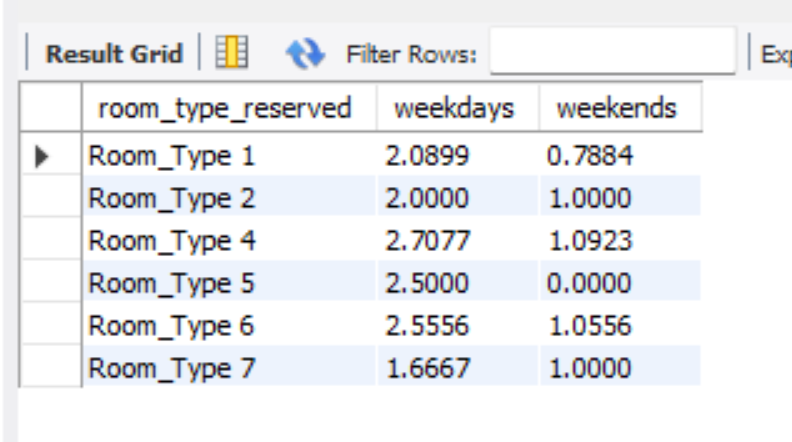 Result Grid Filter Rows: Exp
room_type_reserved weekdays weekends
Room_Type 1 2.0899 0.7884
Room_Type 2 2.0000 1.0000
Room_Type 4 2.7077 1.0923
Room_Type 5 2.5000 0.0000
Room_Type 6 2.5556 1.0556
Room_Type 7 1.6667 1.0000